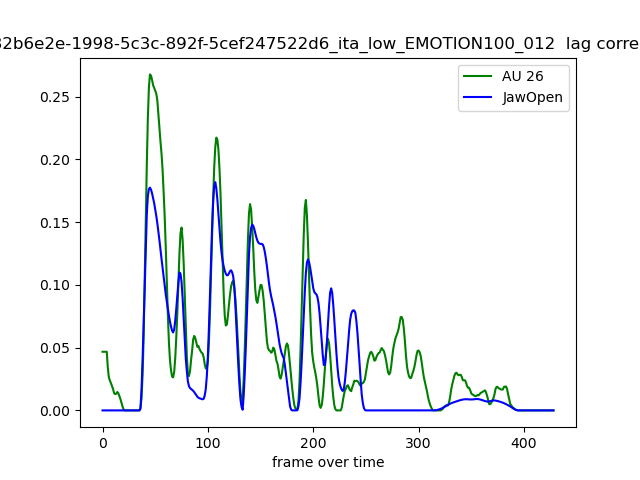 32b6e2e-1998-5c3c-892f-5cef247522d6_ita_low_EMOTION100_012 lag corre
AU 26
JawOpen
0.25
0.20
0.15
0.10
0.05
0.00
0 100 200 300 400
frame over time